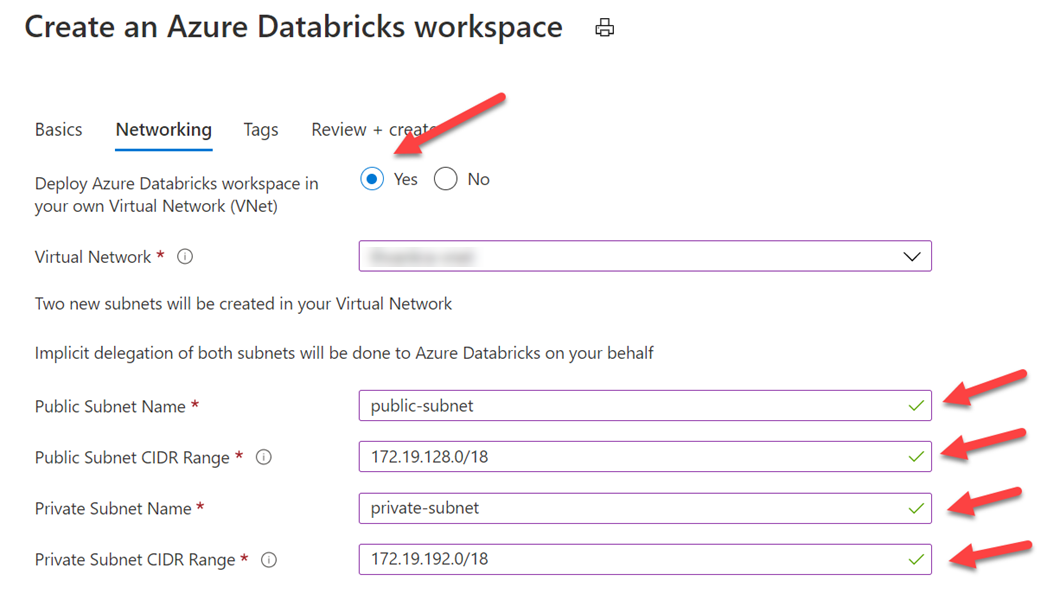 Create an Azure Databricks workspace
Basics Networking Tags Review + create
Deploy Azure Databricks workspace in
your own Virtual Network (VNet)
Yes No
Virtual Network *
Two new subnets will be created in your Virtual Network
Implicit delegation of both subnets will be done to Azure Databricks on your behalf
Public Subnet Name * public-subnet
Public Subnet CIDR Range * 172.19.128.0/18
Private Subnet Name * private-subnet
Private Subnet CIDR Range * 172.19.192.0/18